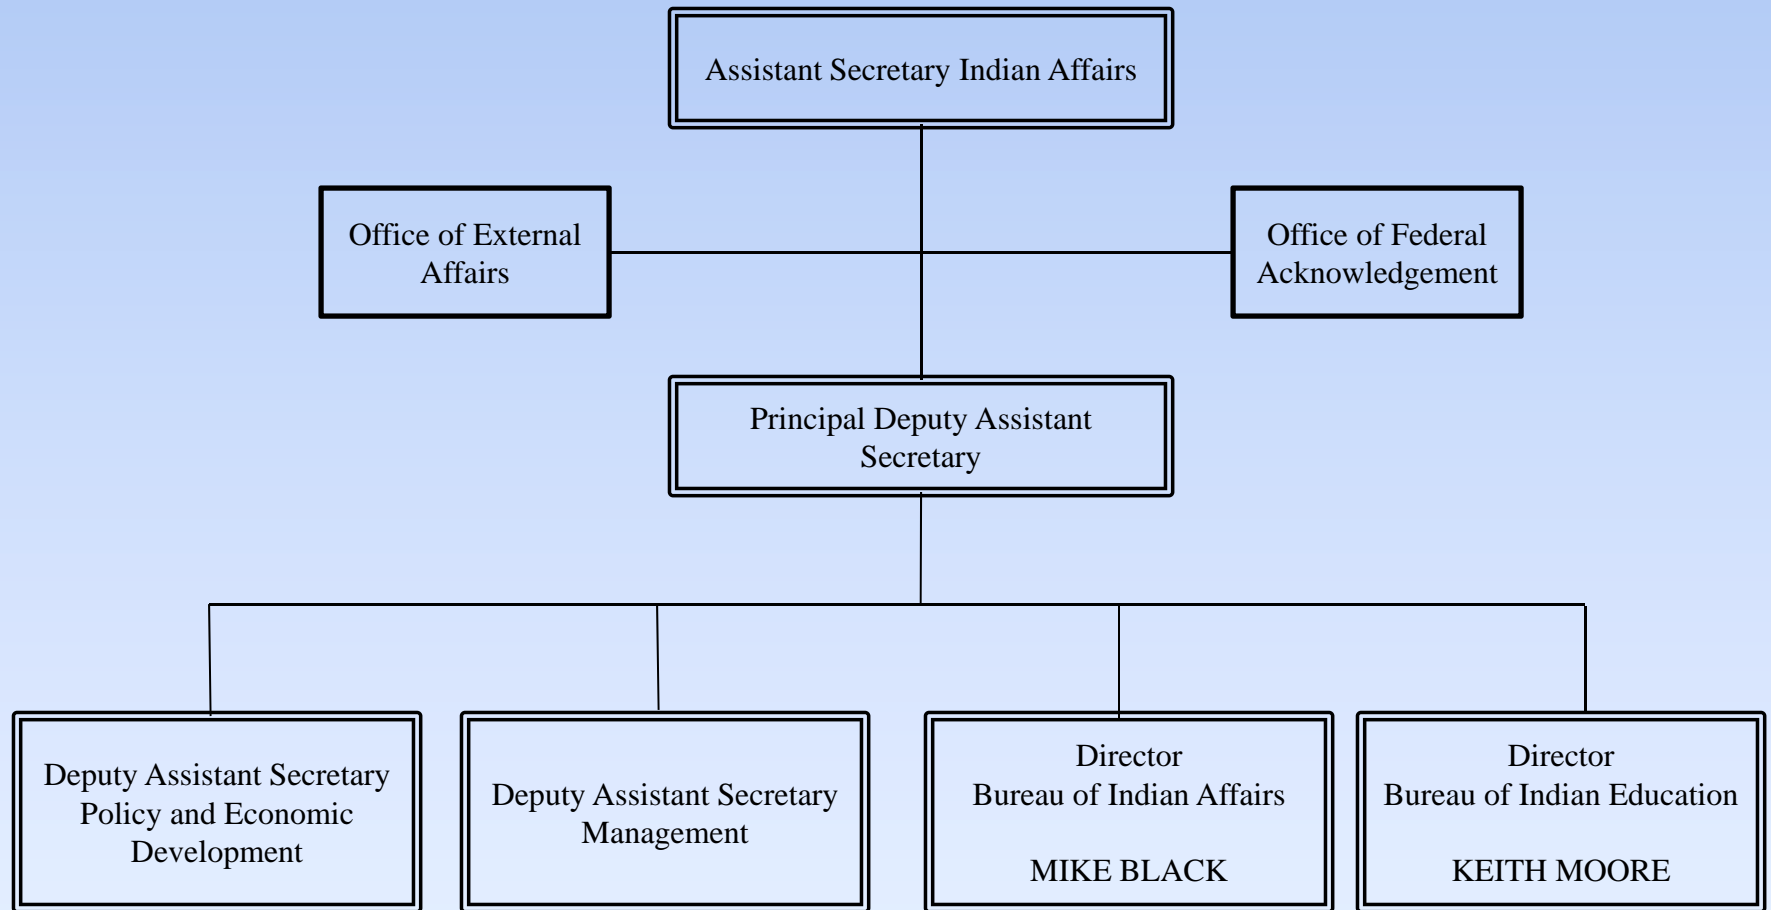 Assistant Secretary Indian Affairs
Office of External
Affairs
Office of Federal
Acknowledgement
Principal Deputy Assistant
Secretary
Deputy Assistant Secretary
Policy and Economic
Development
Deputy Assistant Secretary
Management
Director
Bureau of Indian Affairs
MIKE BLACK
Director
Bureau of Indian Education
KEITH MOORE